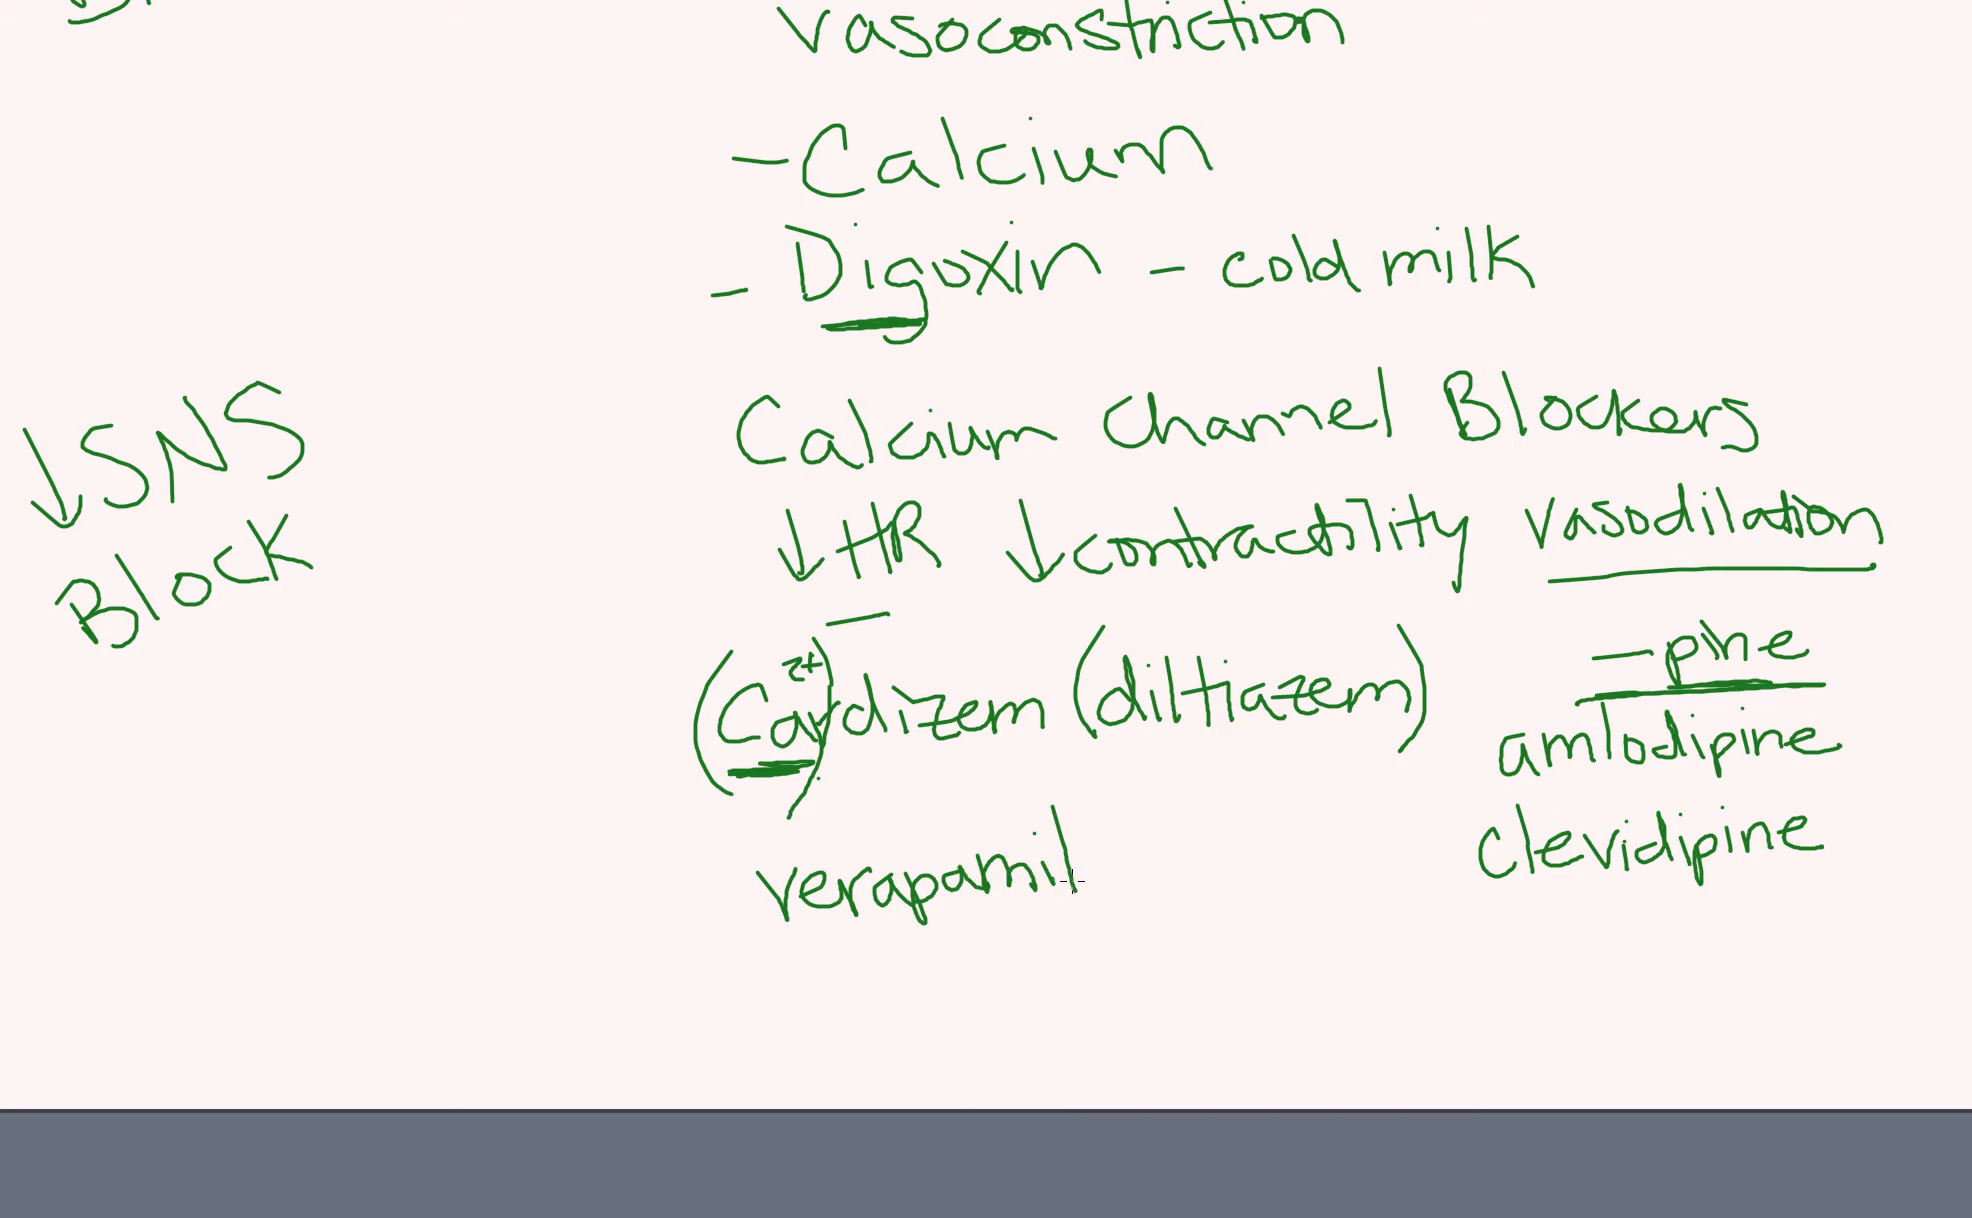 vasoconstriction
- Calcium
- Digoxin - cold milk
↓ SNS
Block
Calcium Channel Blockers
↓ HR ↓ contractility vasodilation
(Ca2+) Cardizem (diltiazem)
- pine
amlodipine
verapamil
clevidipine